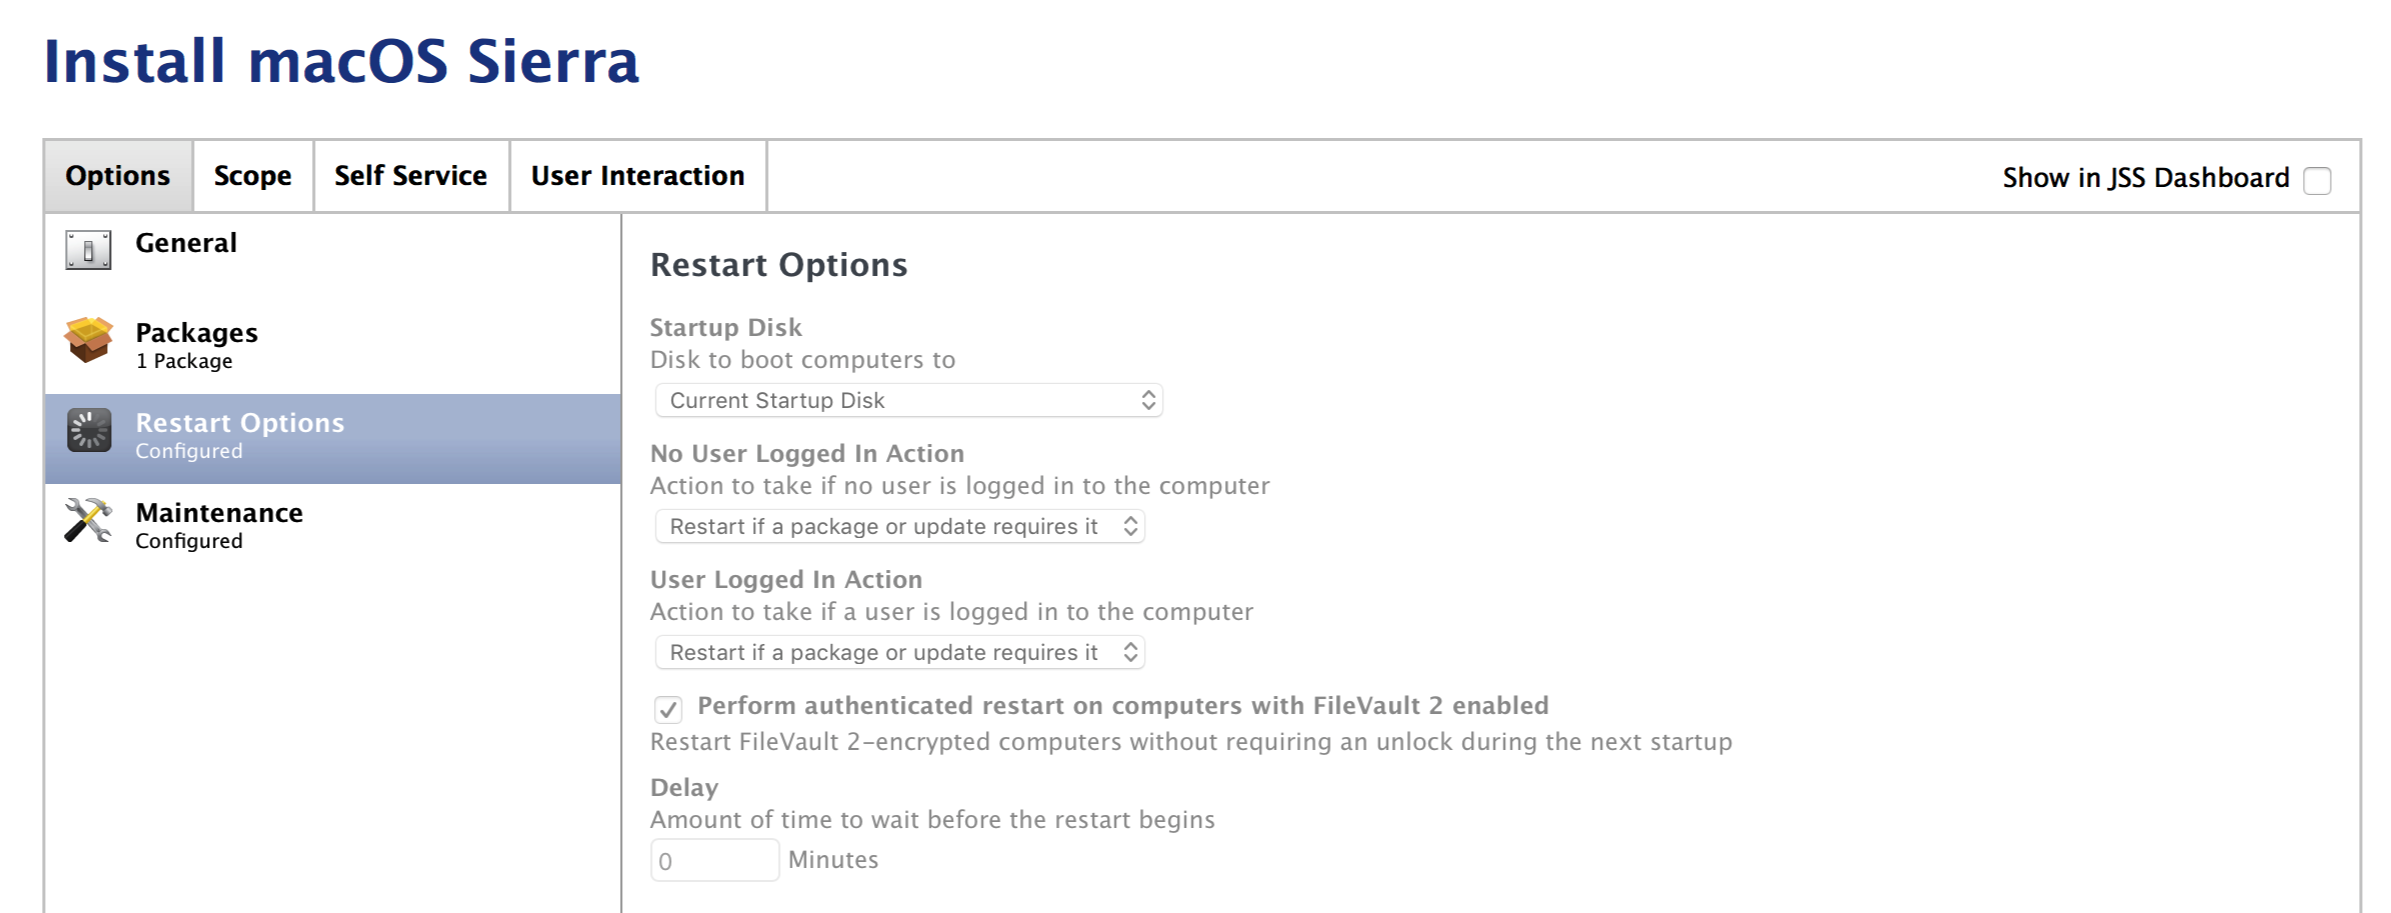 Install macOS Sierra
Options
Scope
Self Service
User Interaction
Show in JSS Dashboard
General
Packages
1 Package
Restart Options
Configured
Maintenance
Configured
Restart Options
Startup Disk
Disk to boot computers to
Current Startup Disk
No User Logged In Action
Action to take if no user is logged in to the computer
Restart if a package or update requires it
User Logged In Action
Action to take if a user is logged in to the computer
Restart if a package or update requires it
Perform authenticated restart on computers with FileVault 2 enabled
Restart FileVault 2-encrypted computers without requiring an unlock during the next startup
Delay
Amount of time to wait before the restart begins
0 Minutes